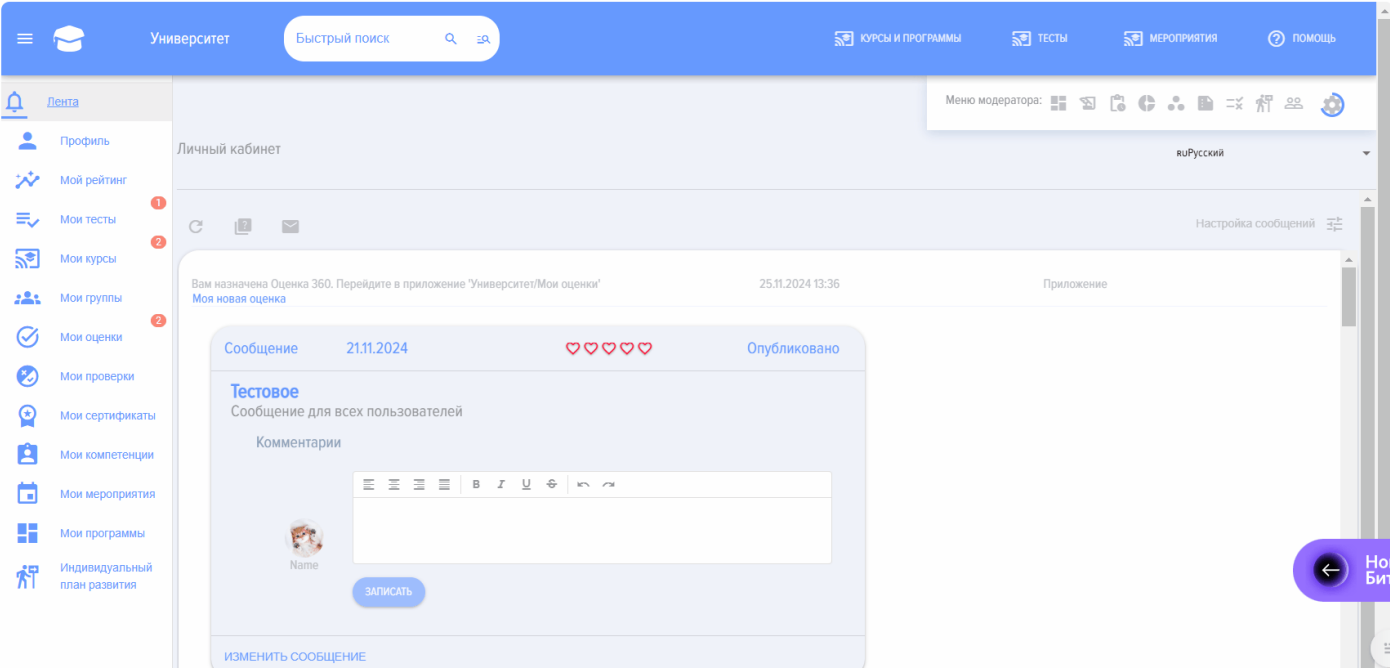 Университет
Быстрый поиск
КУРСЫ И ПРОГРАММЫ
ТЕСТЫ
МЕРОПРИЯТИЯ
ПОМОЩЬ
Меню модератора:
Лента
Профиль
Мой рейтинг
1
Мои тесты
2
Мои курсы
Мои группы
2
Мои оценки
Мои проверки
Мои сертификаты
Мои компетенции
Мои мероприятия
Мои программы
Индивидуальный
план развития
Личный кабинет
ruРусский
Настройка сообщений
Вам назначена Оценка 360. Перейдите в приложение 'Университет/Мои оценки'
25.11.2024 13:36
Приложение
Моя новая оценка
Сообщение
21.11.2024
Опубликовано
Тестовое
Сообщение для всех пользователей
Комментарии
B I U S
Name
ЗАПИСАТЬ
ИЗМЕНИТЬ СООБЩЕНИЕ